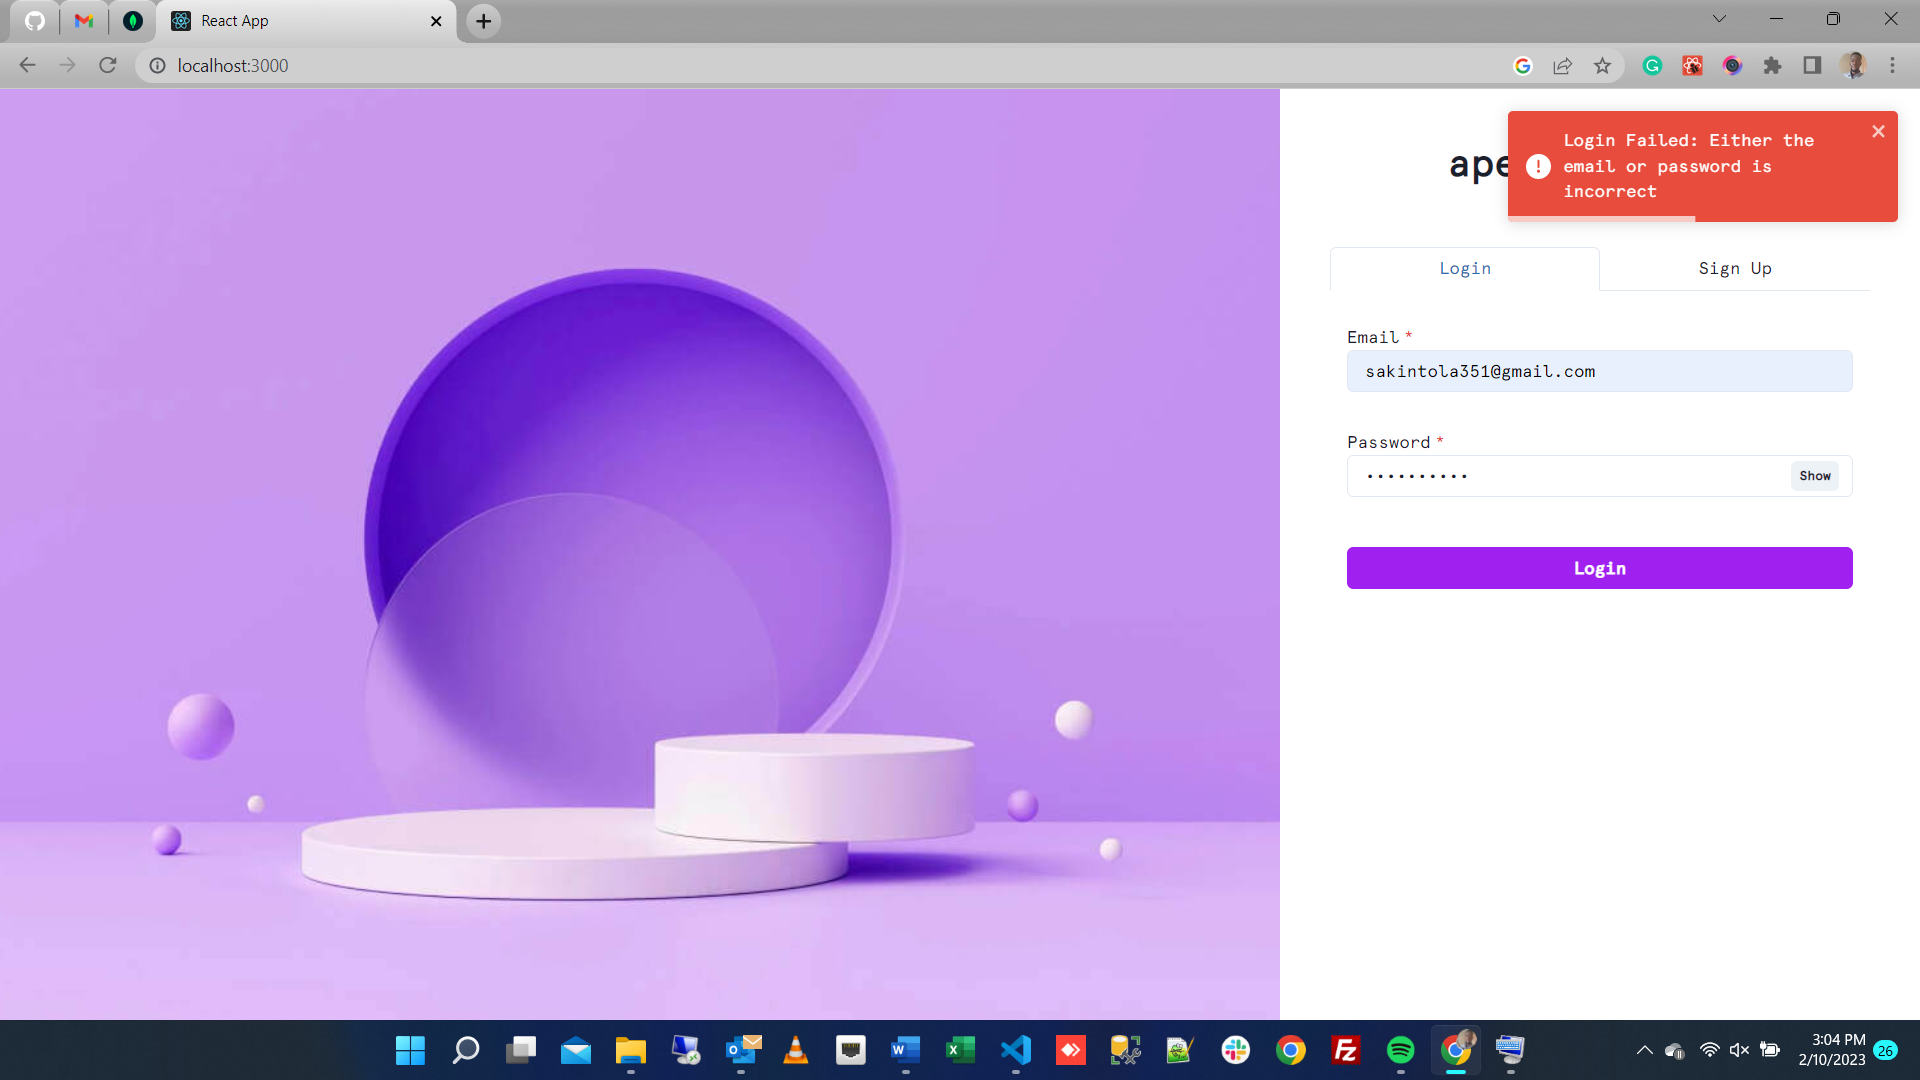 React App
localhost:3000
Login Failed: Either the
email or password is
incorrect
Login
Sign Up
Email *
sakintola351@gmail.com
Password *
••••••••••
Show
Login
3:04 PM
2/10/2023
26